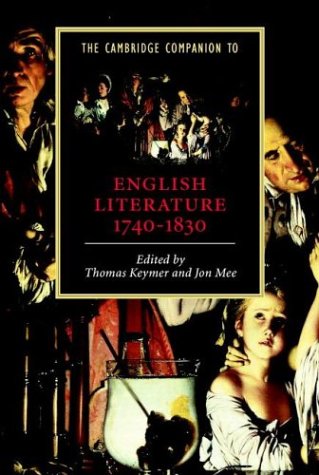 THE CAMBRIDGE COMPANION TO
ENGLISH
LITERATURE
1740-1830
Edited by
Thomas Keymer and Jon Mee